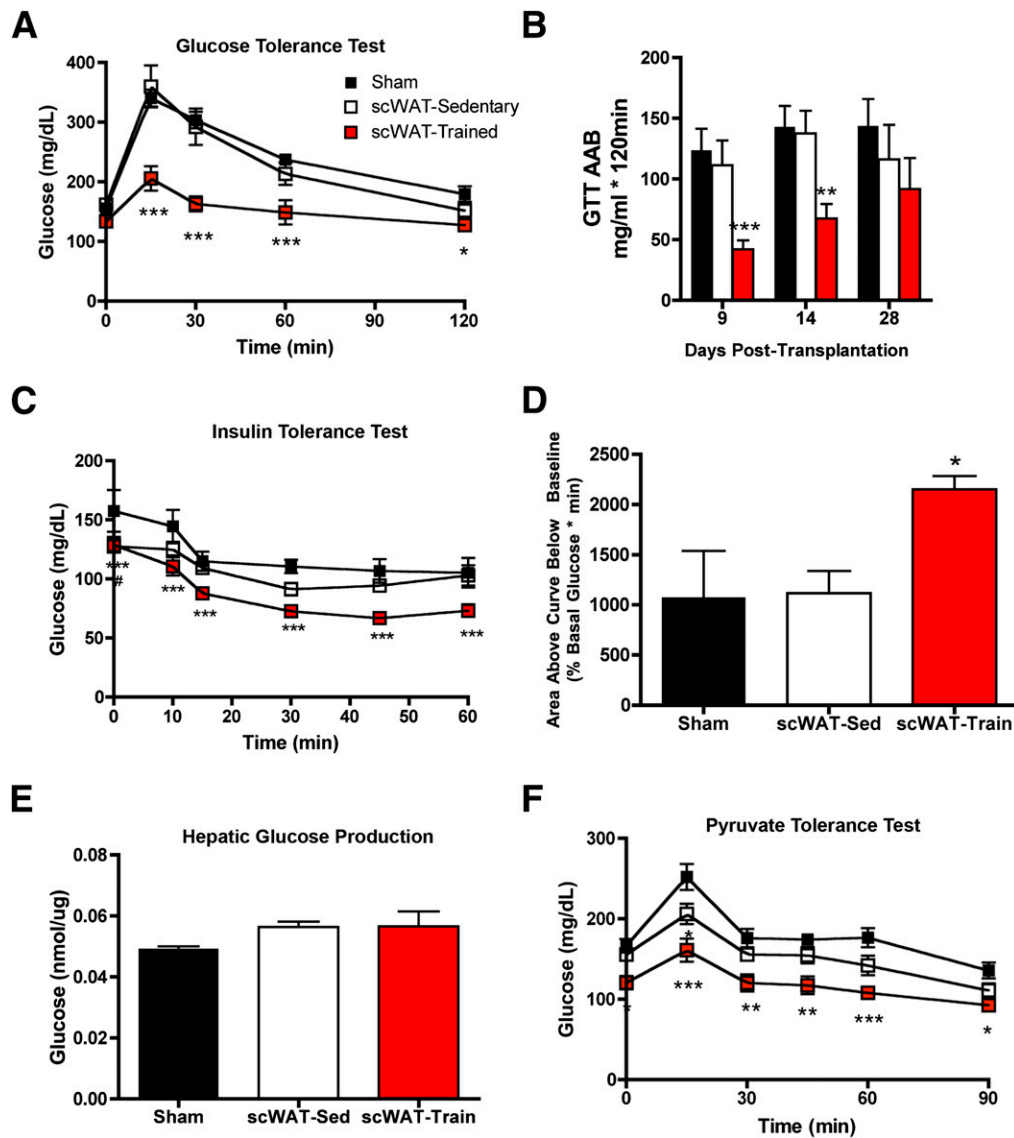 A
Glucose Tolerance Test
Glucose (mg/dL)
400
300
200
100
0
Sham
scWAT-Sedentary
scWAT-Trained
***
***
***
*
0 30 60 90 120
Time (min)
B
GTT AAB
mg/ml * 120min
200
150
100
50
0
***
**
9 14 28
Days Post-Transplantation
C
Insulin Tolerance Test
Glucose (mg/dL)
200
150
100
50
0
***
#
***
***
***
***
***
0 10 20 30 40 50 60
Time (min)
D
Area Above Curve Below Baseline
(% Basal Glucose * min)
2500
2000
1500
1000
500
0
*
Sham scWAT-Sed scWAT-Train
E
Hepatic Glucose Production
Glucose (nmol/ug)
0.08
0.06
0.04
0.02
0.00
Sham scWAT-Sed scWAT-Train
F
Pyruvate Tolerance Test
Glucose (mg/dL)
300
200
100
0
*
*
***
**
**
***
*
0 30 60 90
Time (min)